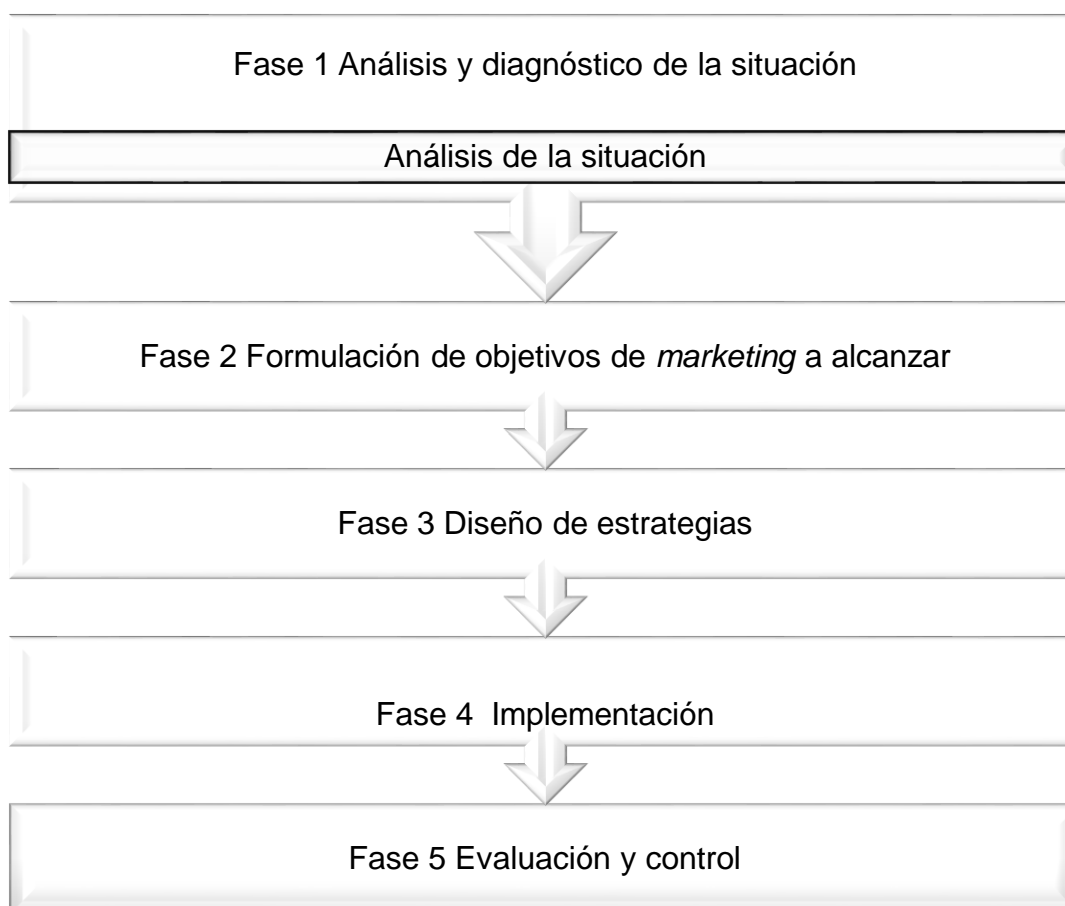 Fase 1 Análisis y diagnóstico de la situación
Análisis de la situación
Fase 2 Formulación de objetivos de marketing a alcanzar
Fase 3 Diseño de estrategias
Fase 4 Implementación
Fase 5 Evaluación y control